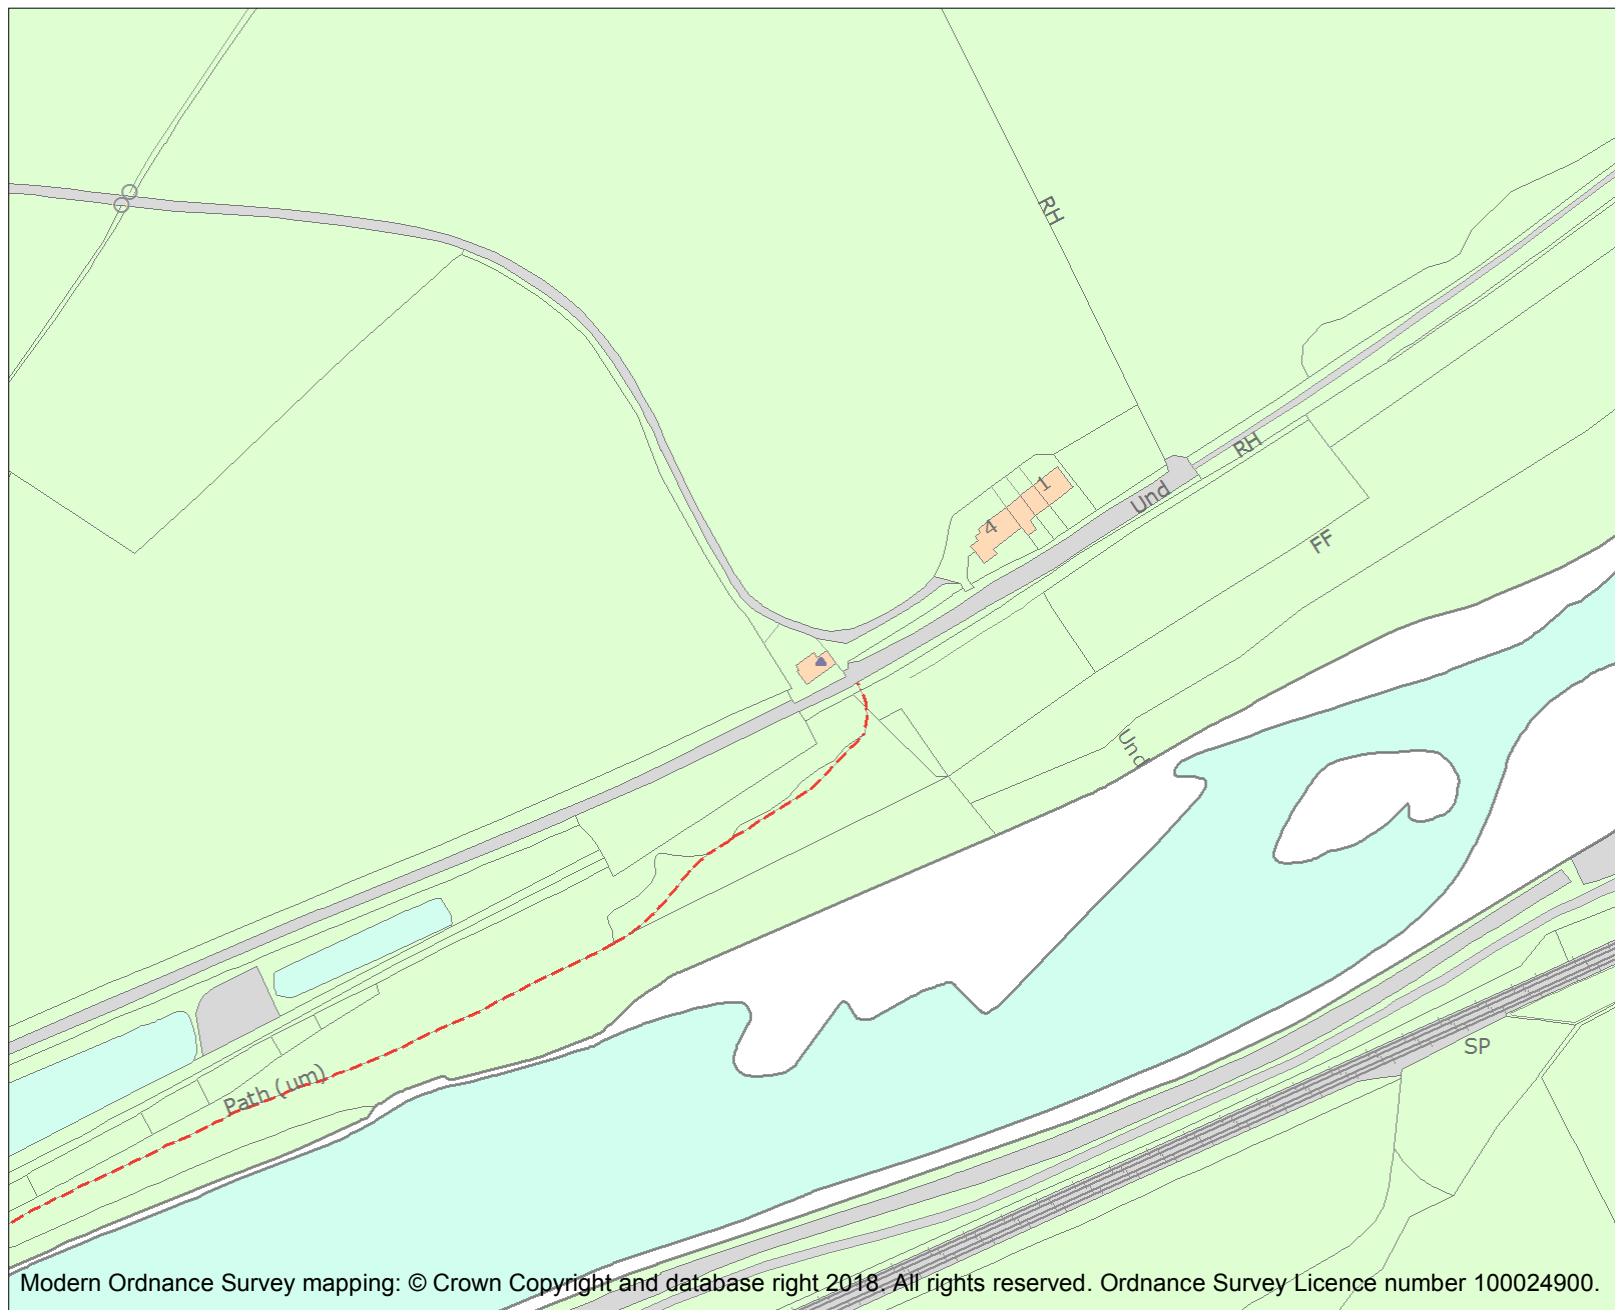 RH
RH
1
Und
4
FF
Und
SP
Path (um)
Modern Ordnance Survey mapping: © Crown Copyright and database right 2018. All rights reserved. Ordnance Survey Licence number 100024900.